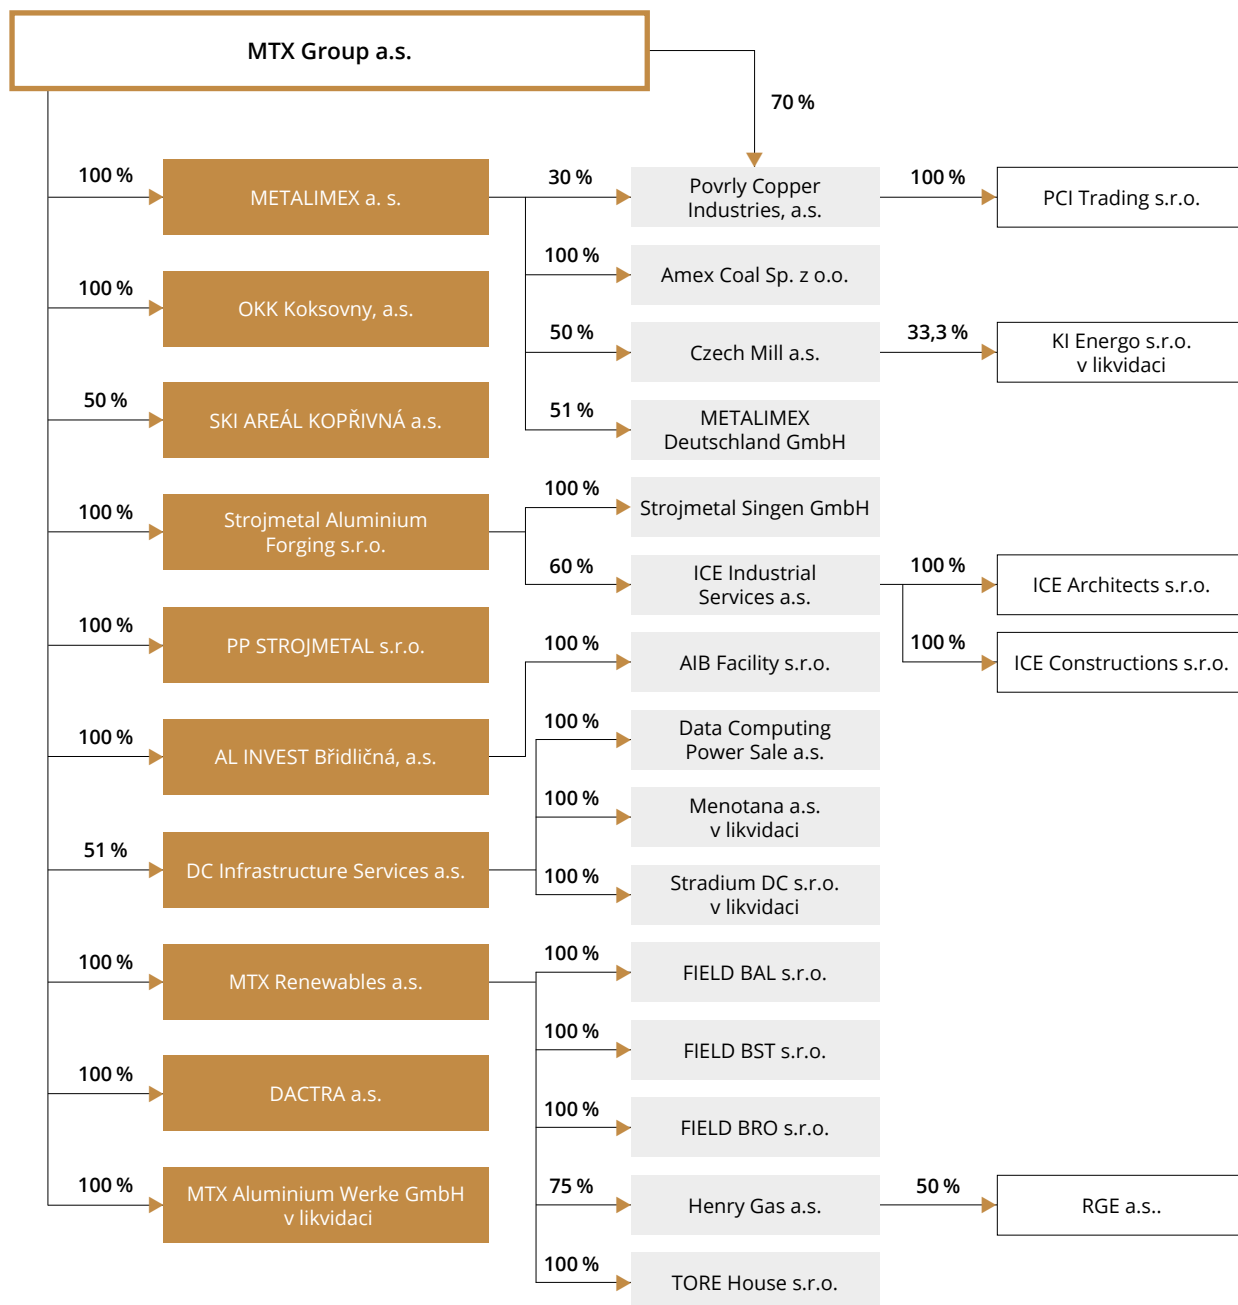 MTX Group a.s.
70 %
100 %
METALIMEX a. s.
30 %
Povrly Copper
Industries, a.s.
100 %
PCI Trading s.r.o.
100 %
Amex Coal Sp. z o.o.
100 %
OKK Koksovny, a.s.
50 %
Czech Mill a.s.
33,3 %
KI Energo s.r.o.
v likvidaci
50 %
SKI AREÁL KOPŘIVNÁ a.s.
51 %
METALIMEX
Deutschland GmbH
100 %
Strojmetal Aluminium
Forging s.r.o.
100 %
Strojmetal Singen GmbH
60 %
ICE Industrial
Services a.s.
100 %
ICE Architects s.r.o.
100 %
ICE Constructions s.r.o.
100 %
PP STROJMETAL s.r.o.
100 %
AIB Facility s.r.o.
100 %
AL INVEST Břidličná, a.s.
100 %
Data Computing
Power Sale a.s.
100 %
Menotana a.s.
v likvidaci
51 %
DC Infrastructure Services a.s.
100 %
Stradium DC s.r.o.
v likvidaci
100 %
MTX Renewables a.s.
100 %
FIELD BAL s.r.o.
100 %
FIELD BST s.r.o.
100 %
DACTRA a.s.
100 %
FIELD BRO s.r.o.
100 %
MTX Aluminium Werke GmbH
v likvidaci
75 %
Henry Gas a.s.
50 %
RGE a.s..
100 %
TORE House s.r.o.